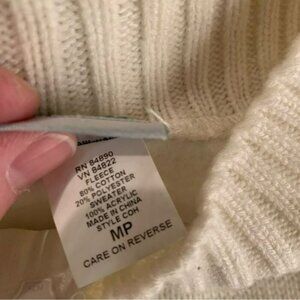 RN 84890
VN 84822
FLEECE
80% COTTON
20% POLYESTER
SWEATER
100% ACRYLIC
MADE IN CHINA
STYLE COH
MP
CARE ON REVERSE